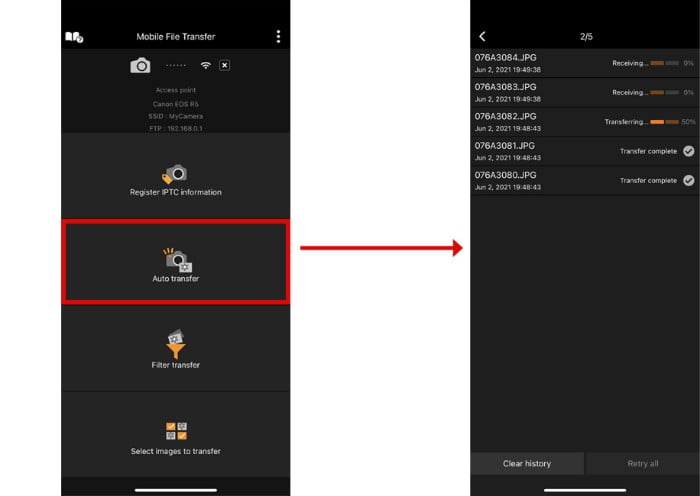 Mobile File Transfer
Access point
Canon EOS R5
SSID : MyCamera
FTP : 192.168.0.1
Register IPTC information
Auto transfer
Filter transfer
Select images to transfer
2/5
076A3084.JPG
Jun 2, 2021 19:49:38
Receiving... 0%
076A3083.JPG
Jun 2, 2021 19:49:38
Receiving... 0%
076A3082.JPG
Jun 2, 2021 19:48:43
Transferring... 50%
076A3081.JPG
Jun 2, 2021 19:48:43
Transfer complete
076A3080.JPG
Jun 2, 2021 19:48:43
Transfer complete
Clear history
Retry all